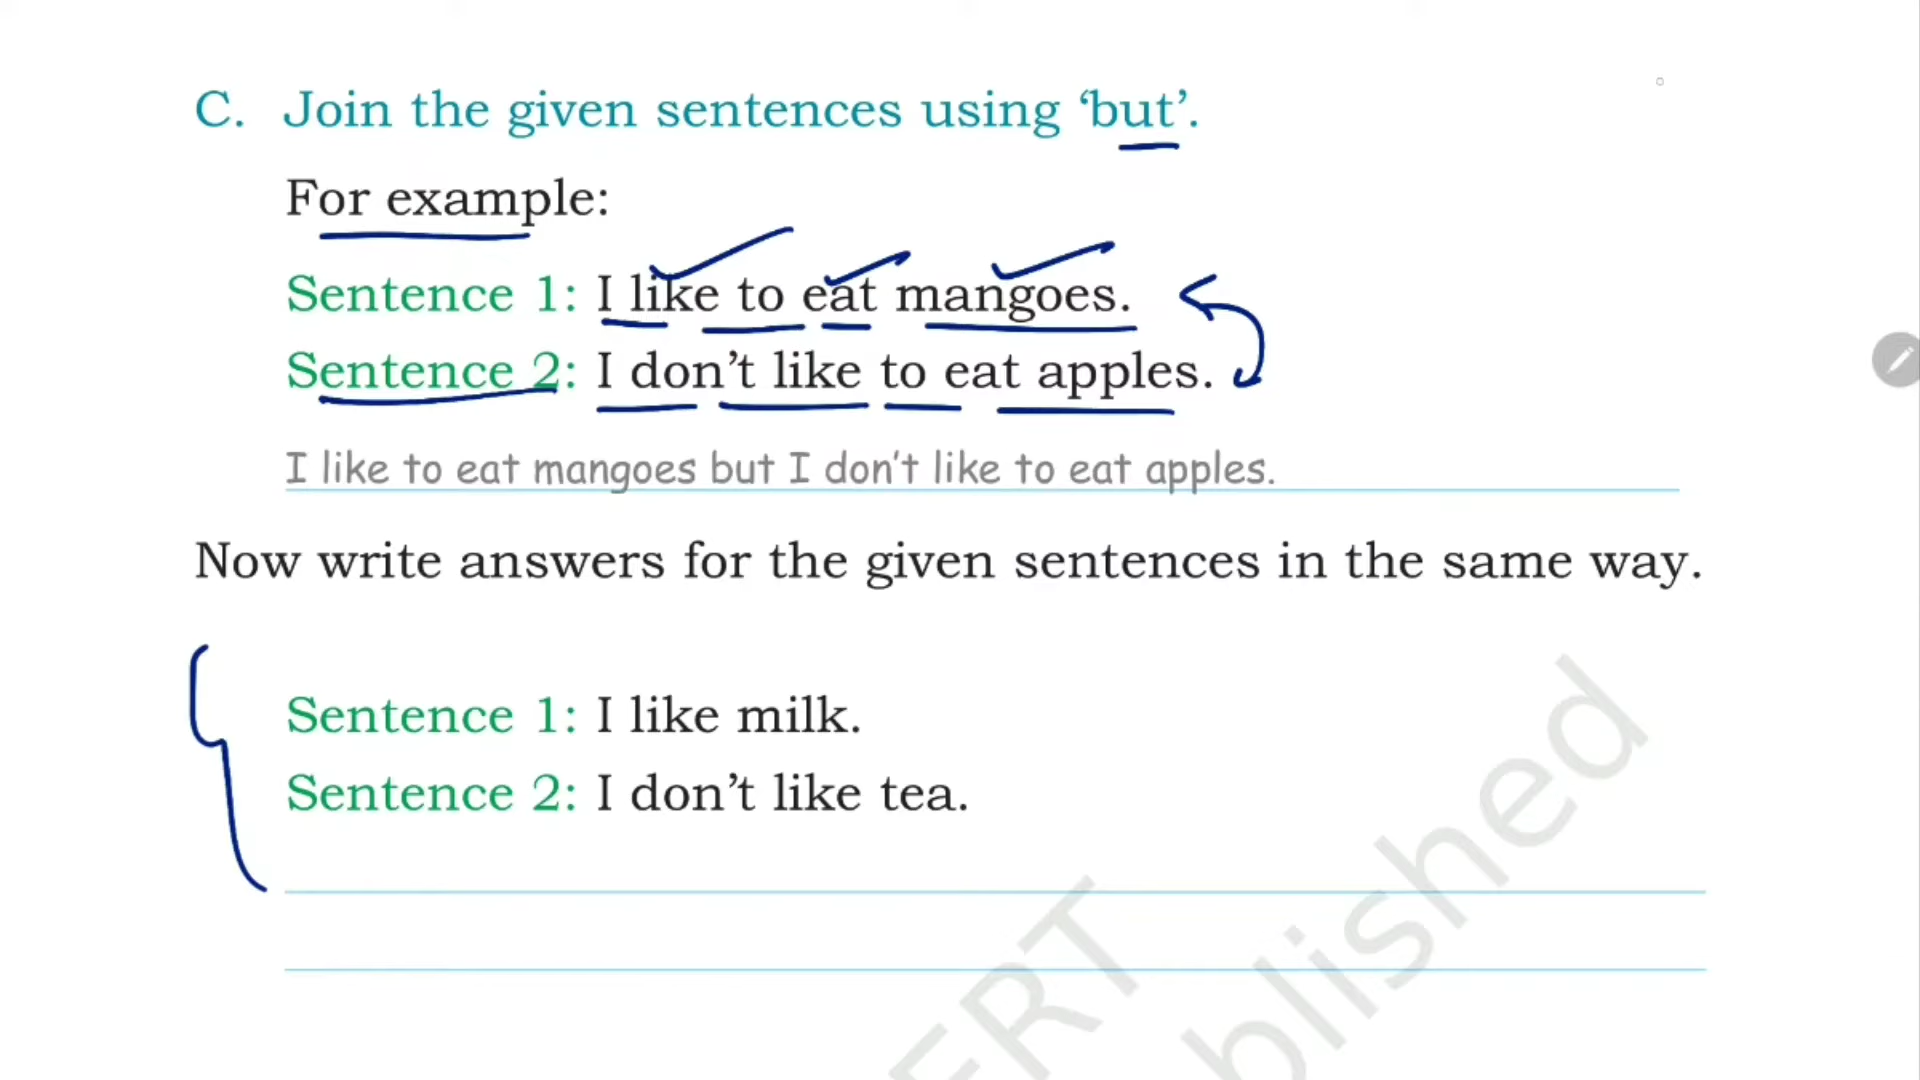 C. Join the given sentences using ‘but’.
For example:
Sentence 1: I like to eat mangoes.
Sentence 2: I don’t like to eat apples.
I like to eat mangoes but I don’t like to eat apples.
Now write answers for the given sentences in the same way.
Sentence 1: I like milk.
Sentence 2: I don’t like tea.
ERT
blished